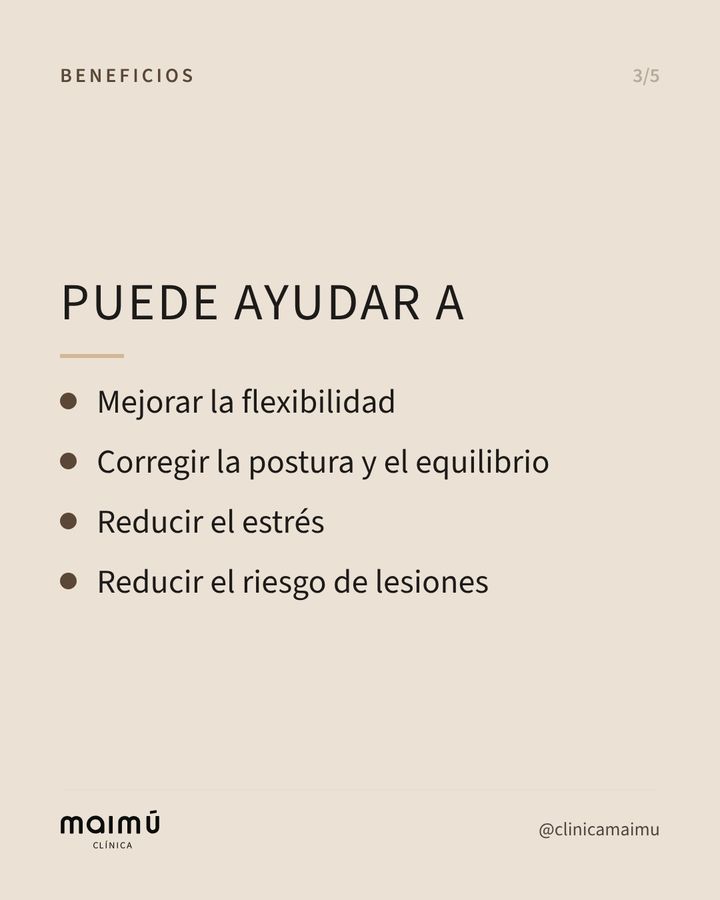 BENEFICIOS
3/5
PUEDE AYUDAR A
Mejorar la flexibilidad
Corregir la postura y el equilibrio
Reducir el estrés
Reducir el riesgo de lesiones
maimú
CLÍNICA
@clinicamaimu